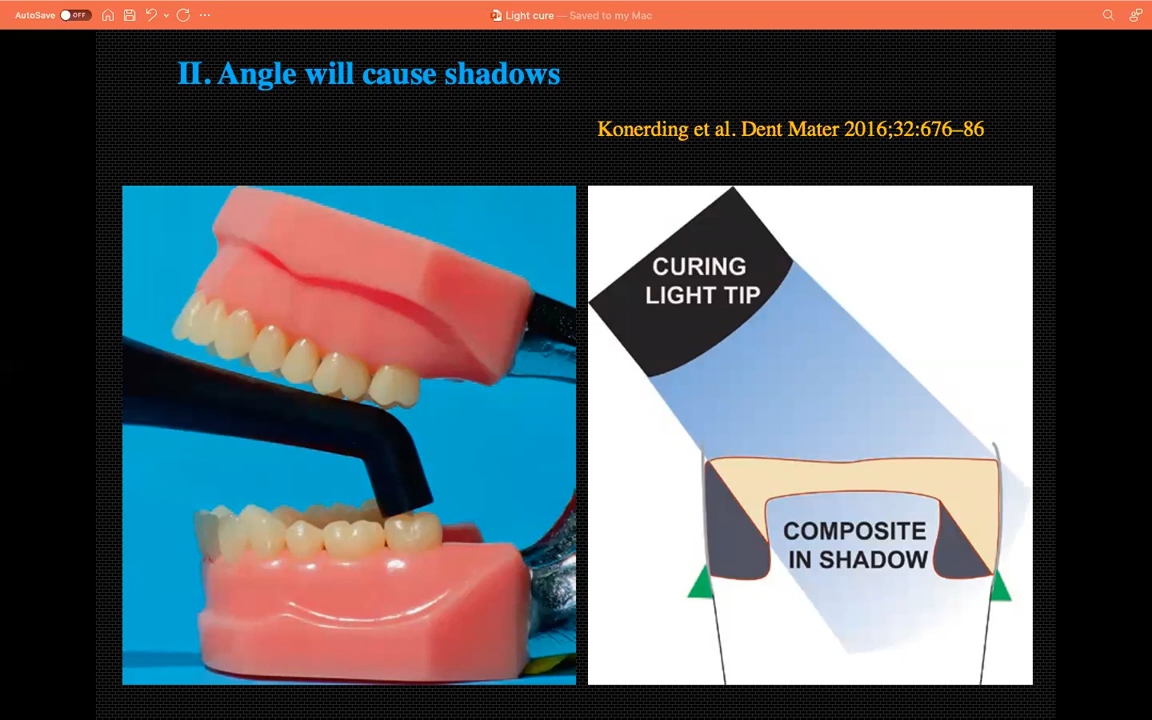 AutoSave OFF
Light cure — Saved to my Mac
II. Angle will cause shadows
Konerding et al. Dent Mater 2016;32:676–86
CURING
LIGHT TIP
COMPOSITE
IN SHADOW